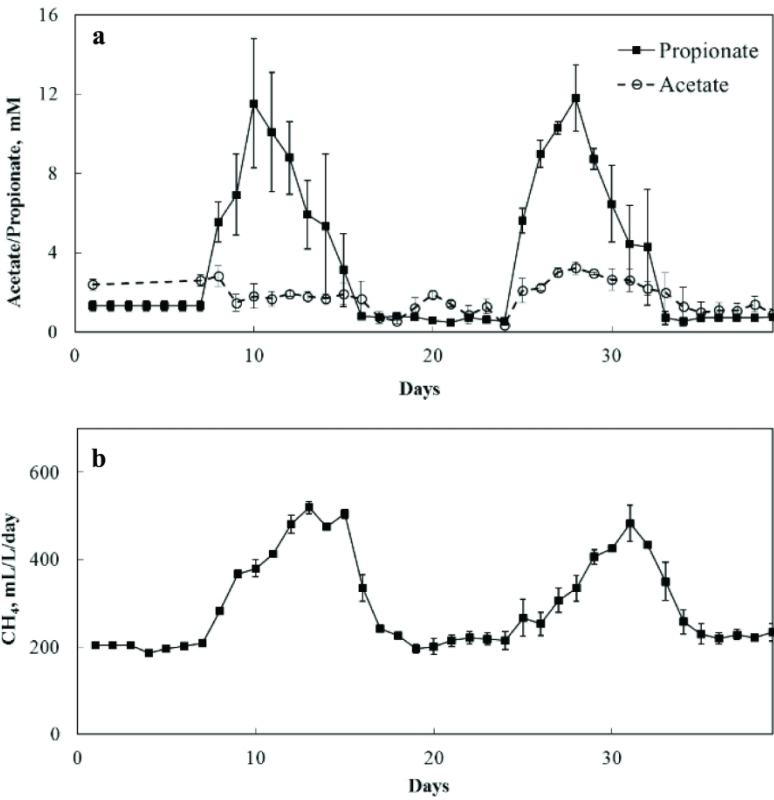 a
16
12
8
4
0
Acetate/Propionate, mM
Propionate
Acetate
0 10 20 30
Days
b
600
400
200
0
CH₄, mL/L/day
0 10 20 30
Days